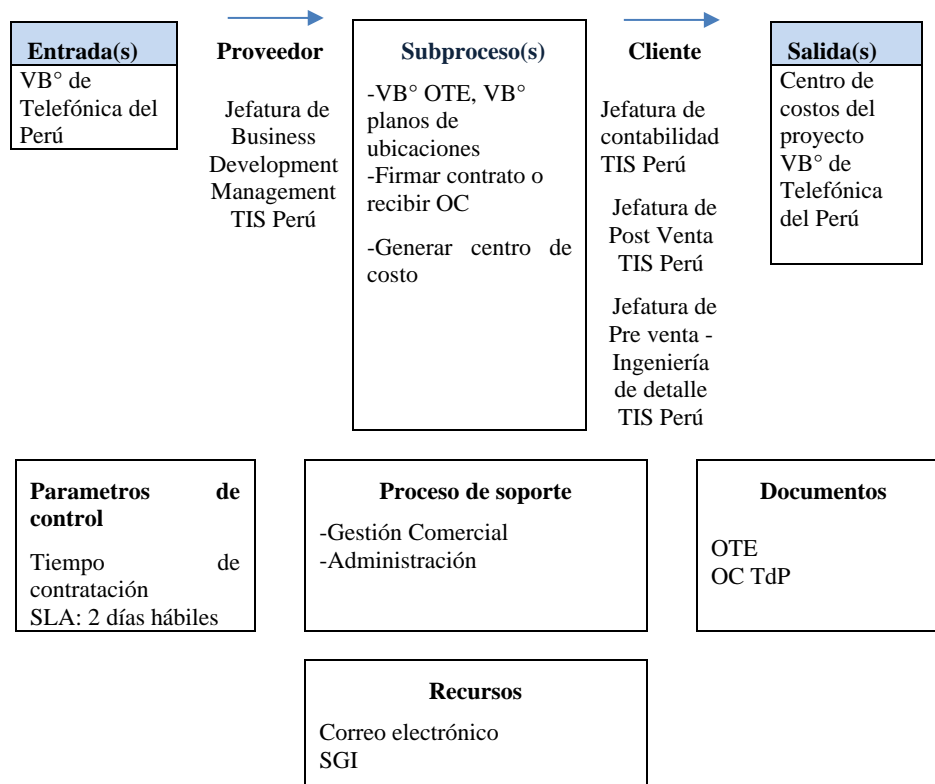 Entrada(s)
VB° de
Telefónica del
Perú
Proveedor
Jefatura de
Business
Development
Management
TIS Perú
Subproceso(s)
-VB° OTE, VB°
planos de
ubicaciones
-Firmar contrato o
recibir OC
-Generar centro de
costo
Cliente
Jefatura de
contabilidad
TIS Perú
Jefatura de
Post Venta
TIS Perú
Jefatura de
Pre venta -
Ingeniería
de detalle
TIS Perú
Salida(s)
Centro de
costos del
proyecto
VB° de
Telefónica
del Perú
Parametros de
control
Tiempo de
contratación
SLA: 2 días hábiles
Proceso de soporte
-Gestión Comercial
-Administración
Documentos
OTE
OC TdP
Recursos
Correo electrónico
SGI